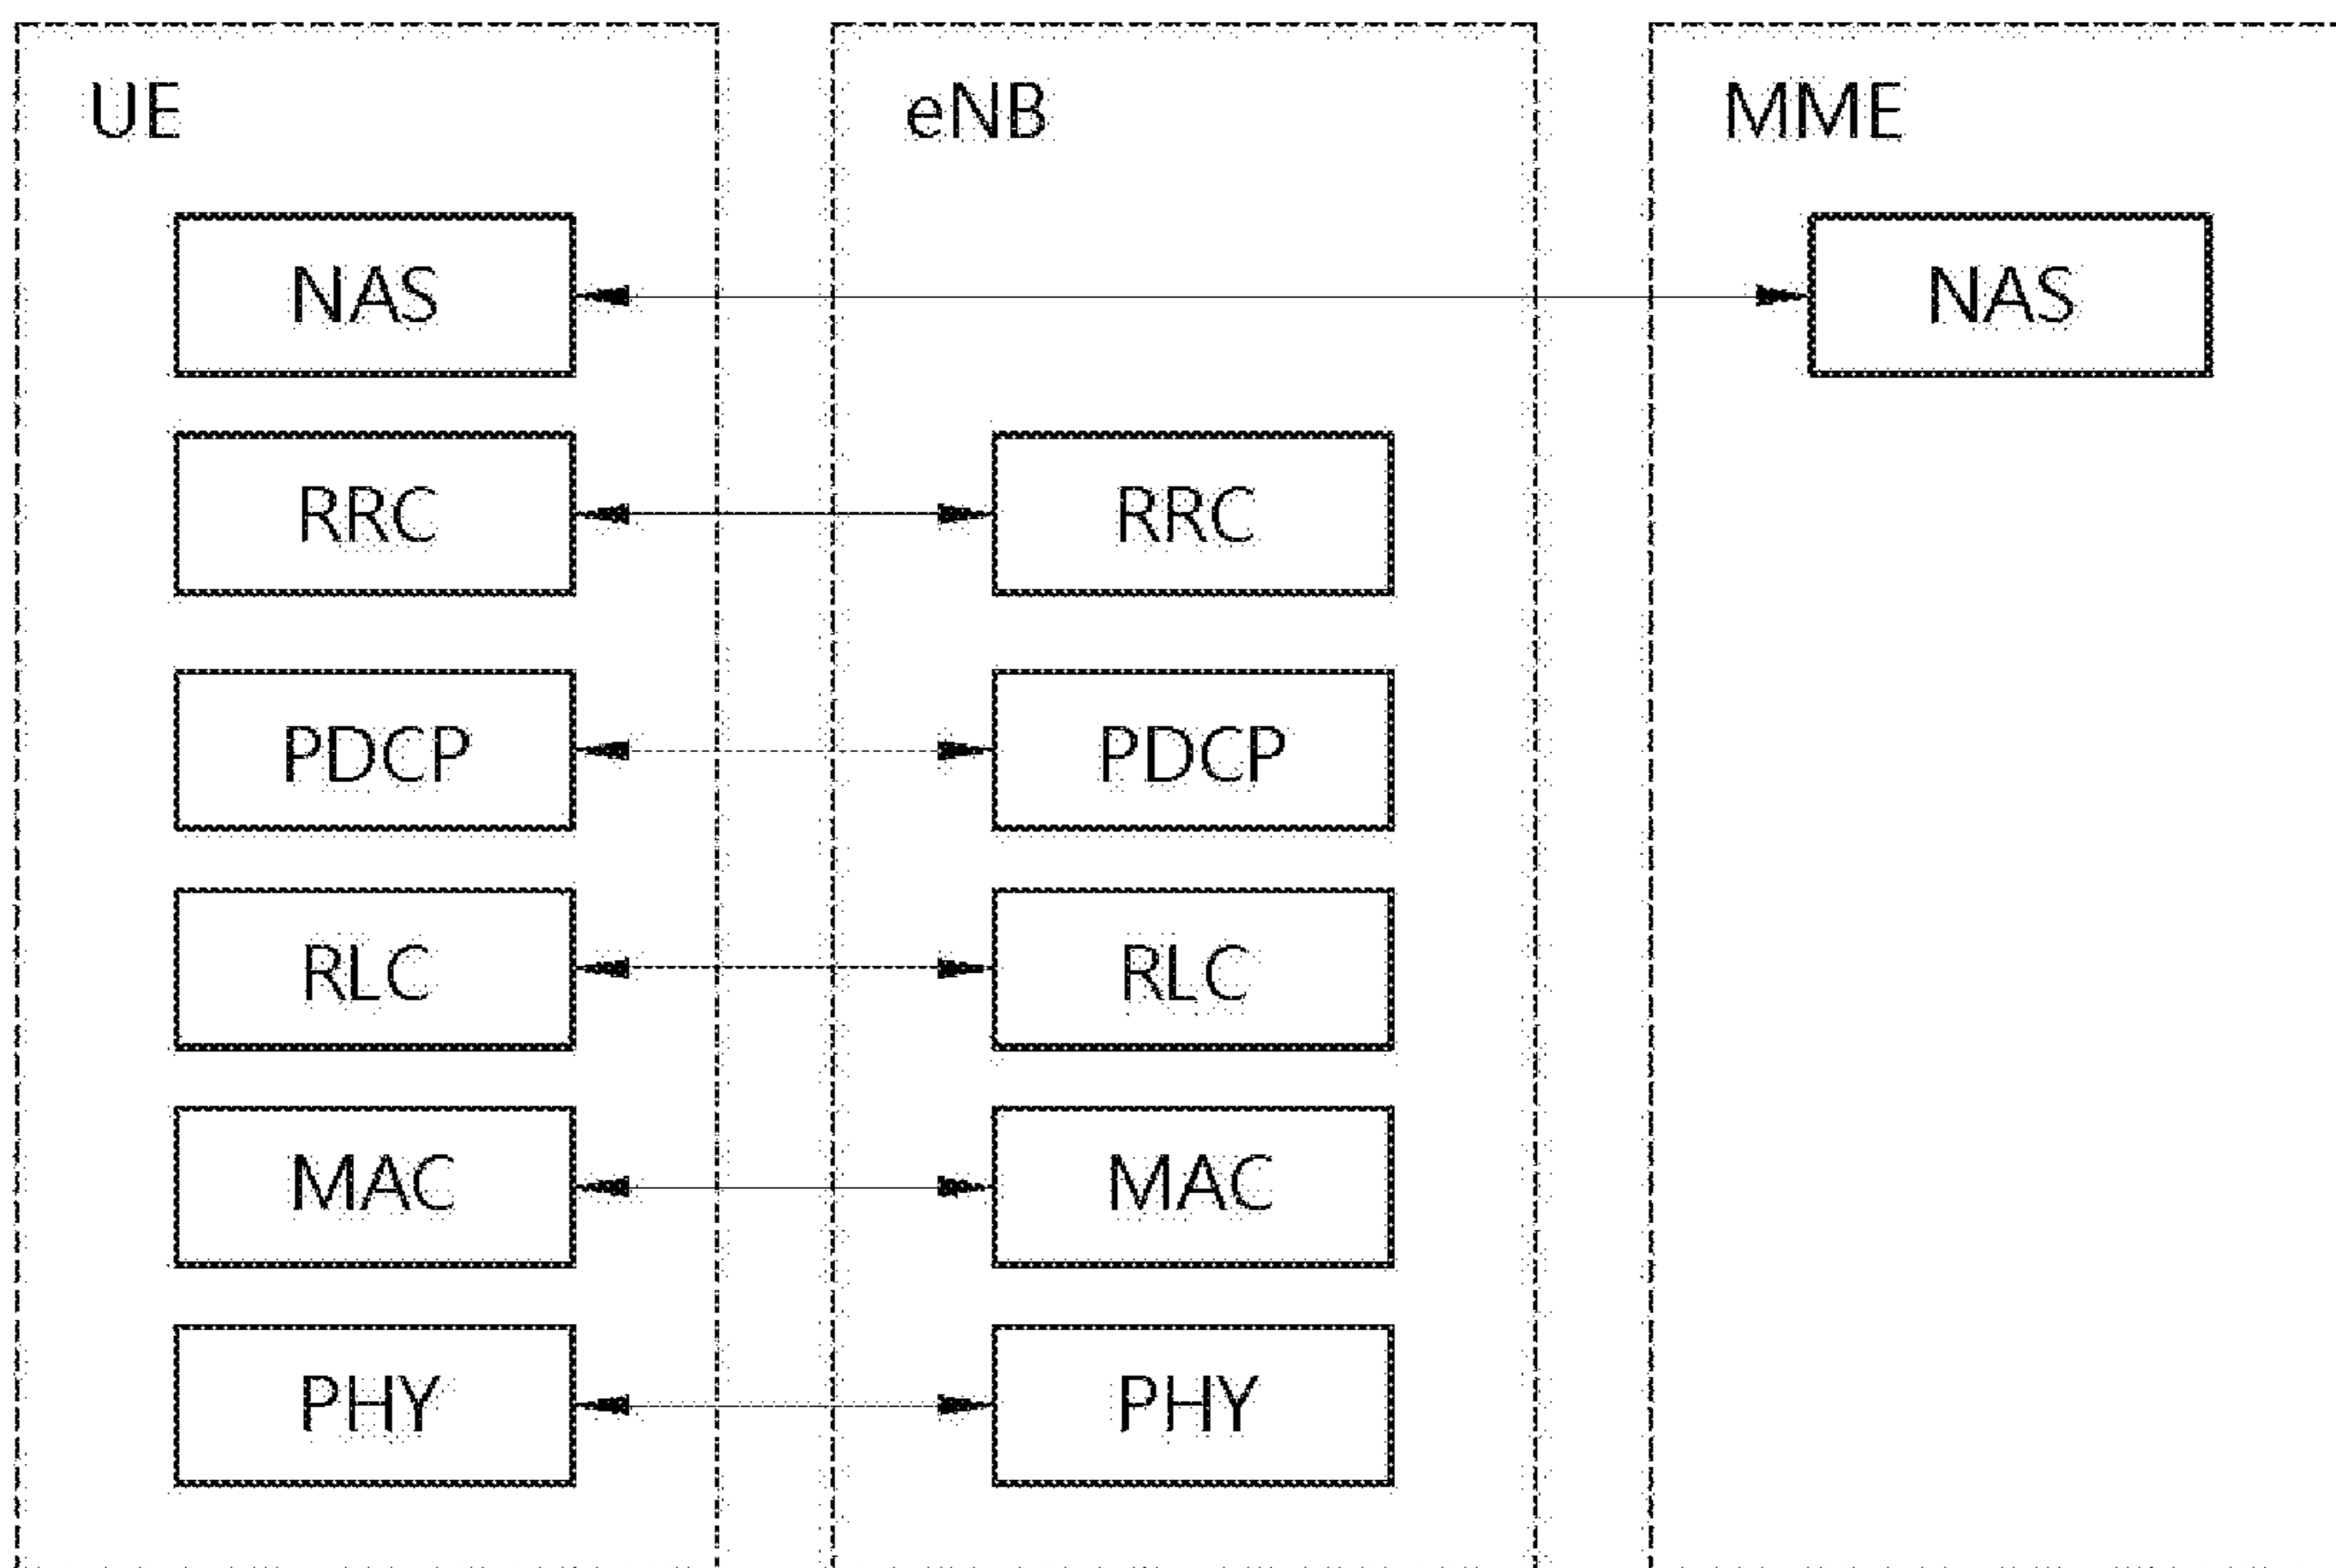 UE eNB MME
NAS NAS
RRC RRC
PDCP PDCP
RLC RLC
MAC MAC
PHY PHY